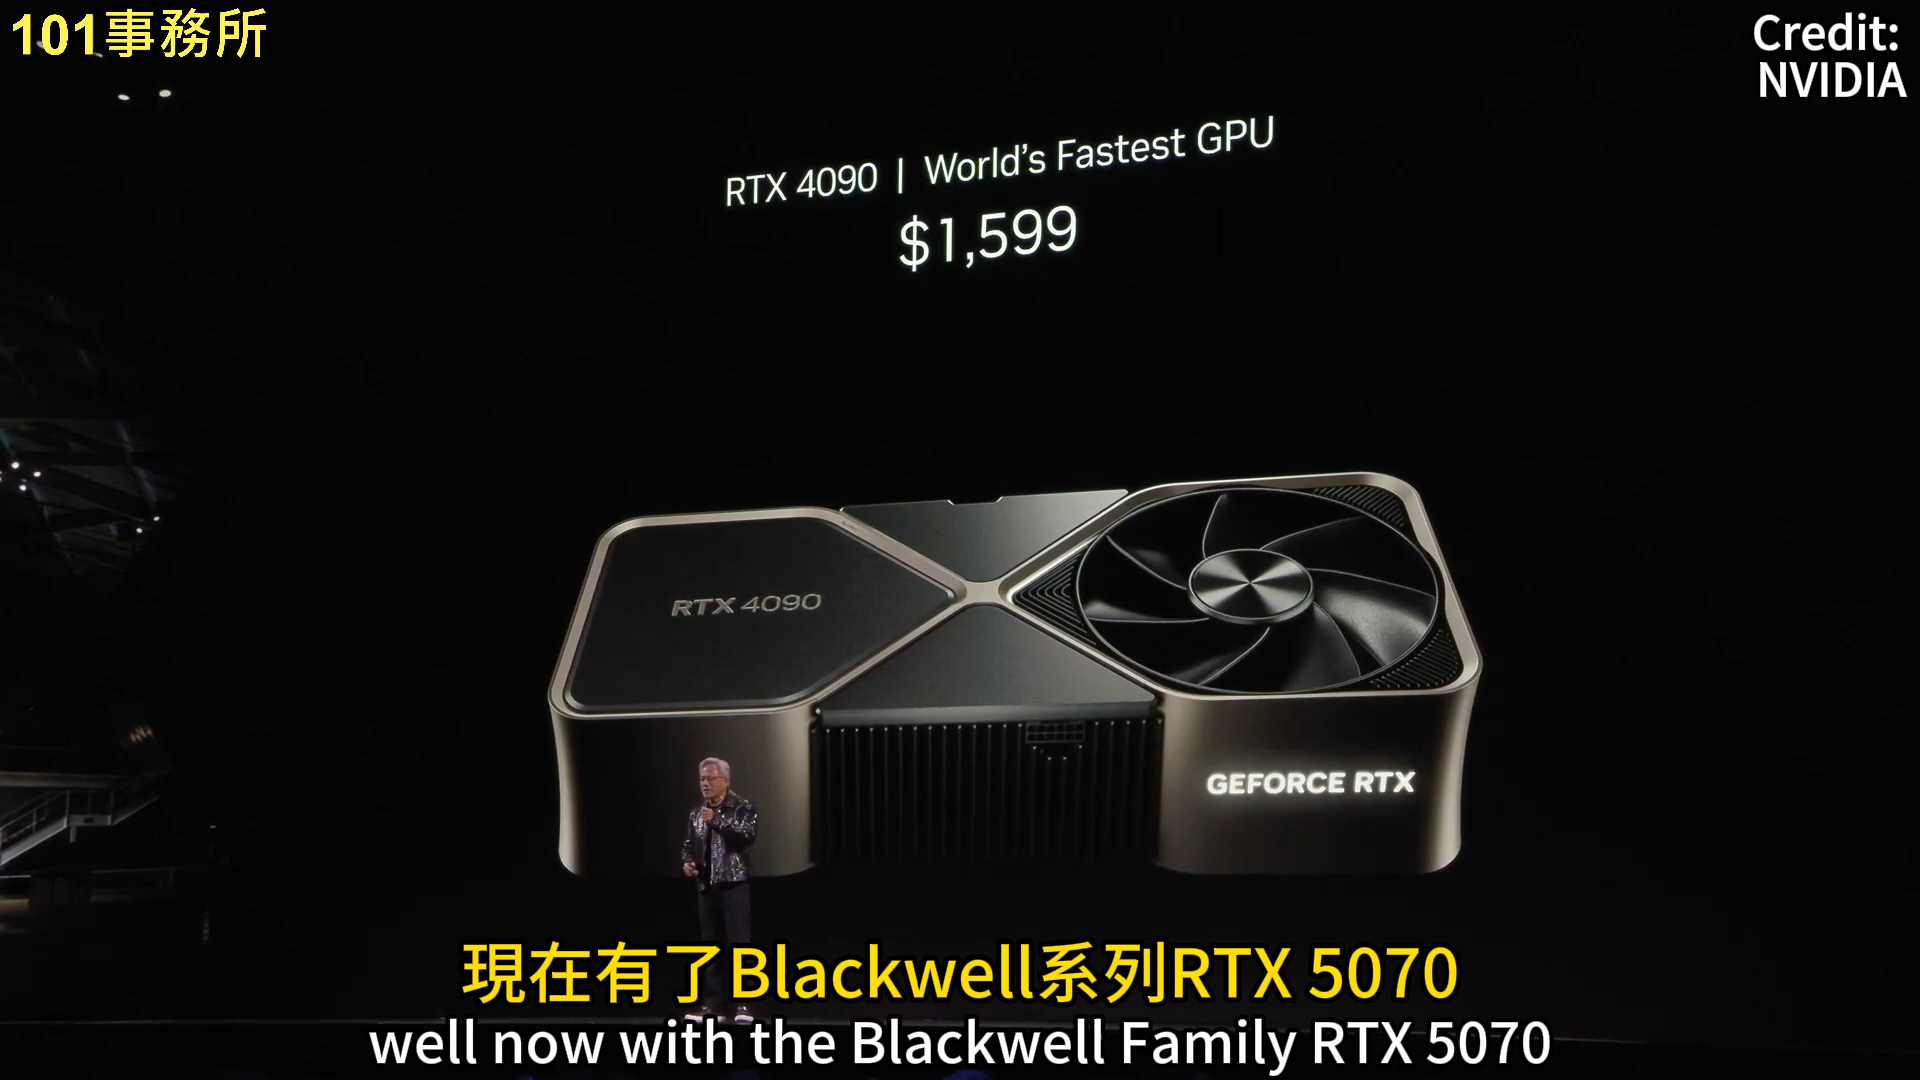 101事務所
Credit:
NVIDIA
RTX 4090 | World's Fastest GPU
$1,599
RTX 4090
GEFORCE RTX
現在有了Blackwell系列RTX 5070
well now with the Blackwell Family RTX 5070